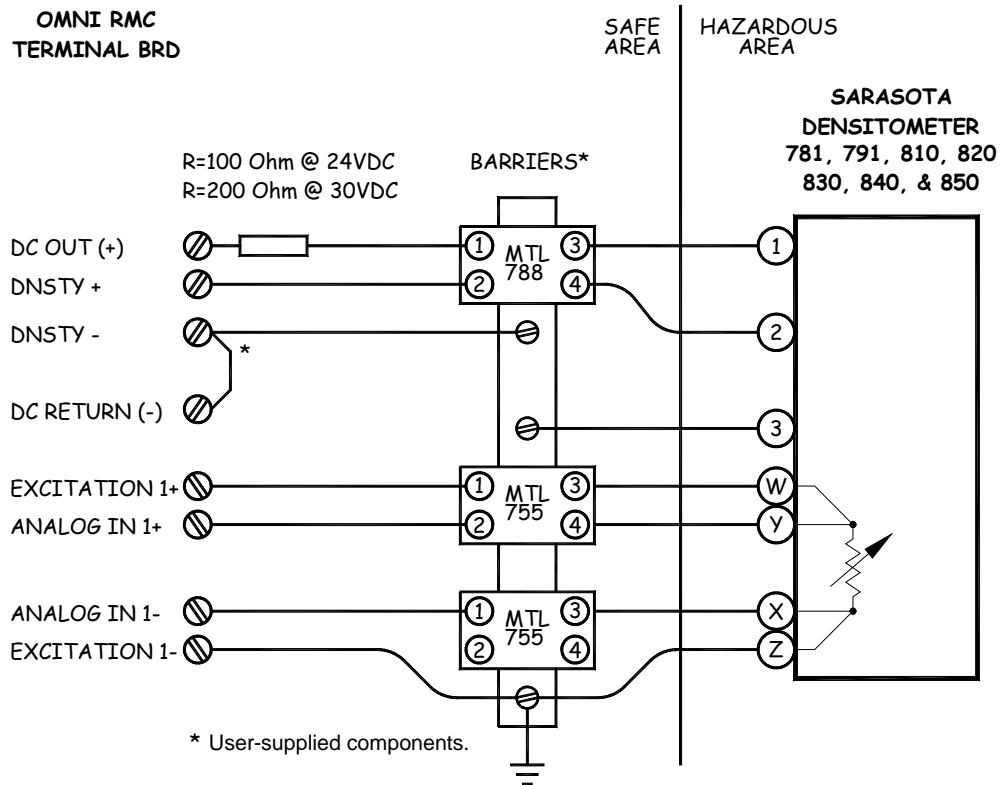 OMNI RMC
TERMINAL BRD
SAFE
AREA
HAZARDOUS
AREA
SARASOTA
DENSITOMETER
781, 791, 810, 820
830, 840, & 850
R=100 Ohm @ 24VDC
R=200 Ohm @ 30VDC
BARRIERS*
DC OUT (+)
1
MTL
788
3
1
DNSTY +
2
4
DNSTY -
*
2
DC RETURN (-)
3
EXCITATION 1+
1
MTL
755
3
W
ANALOG IN 1+
2
4
Y
ANALOG IN 1-
1
MTL
755
3
X
EXCITATION 1-
2
4
Z
* User-supplied components.